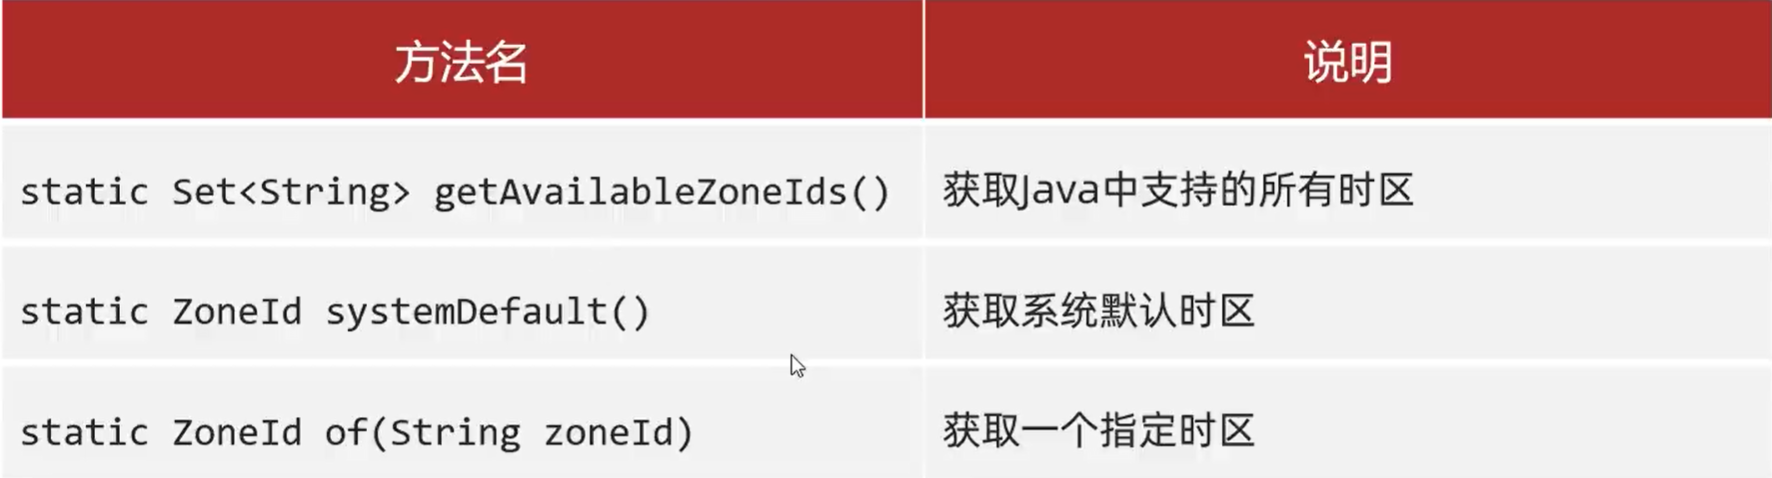 方法名 说明
static Set<String> getAvailableZoneIds() 获取Java中支持的所有时区
static ZoneId systemDefault() 获取系统默认时区
static ZoneId of(String zoneId) 获取一个指定时区